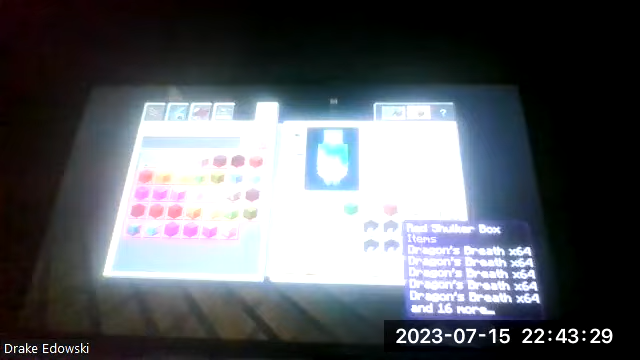 ?
Red Shulker Box
Items
Dragon's Breath x64
Dragon's Breath x64
Dragon's Breath x64
Dragon's Breath x64
Dragon's Breath x64
and 16 more...
Drake Edowski
2023-07-15 22:43:29